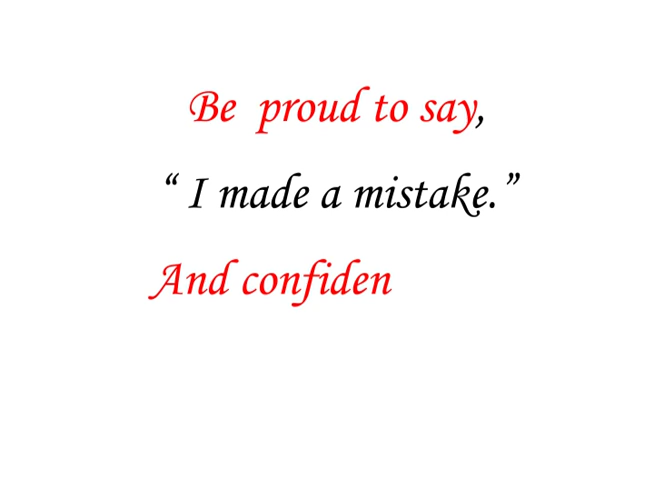 Be proud to say,
“ I made a mistake.”
And confiden